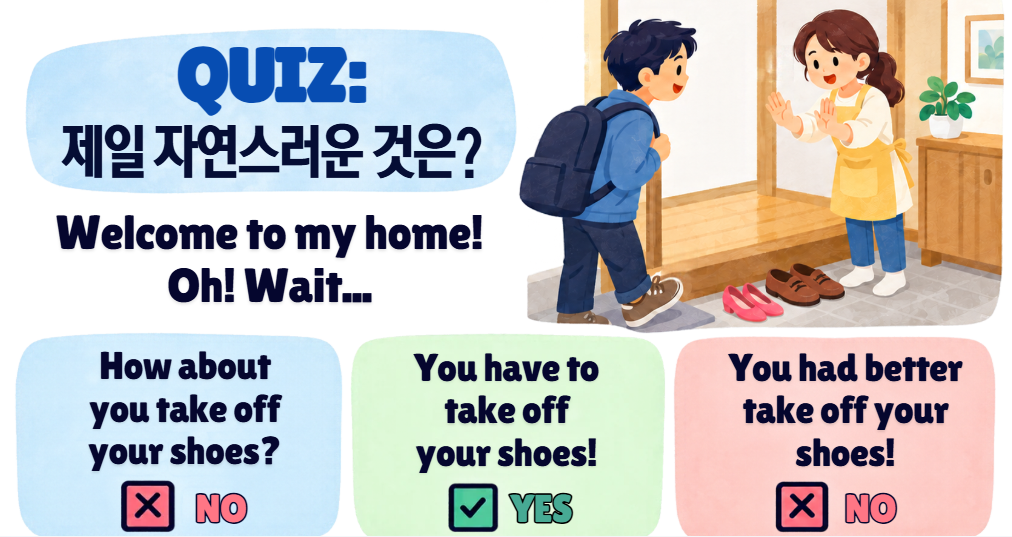 QUIZ:
제일 자연스러운 것은?
Welcome to my home!
Oh! Wait...
How about
you take off
your shoes?
NO
You have to
take off
your shoes!
YES
You had better
take off your
shoes!
NO